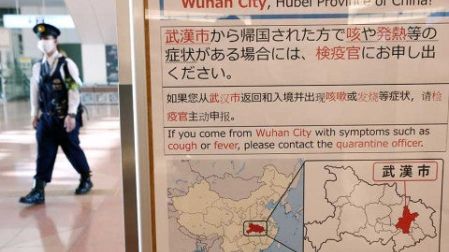 Wuhan City, Hubei Province of China!
武漢市から帰国された方で咳や発熱等の
症状がある場合には、検疫官にお申し出
ください。
如果您从武汉市返回和入境并出现咳嗽或发烧等症状，请检
疫官主动申报。
If you come from Wuhan City with symptoms such as
cough or fever, please contact the quarantine officer.
武漢市